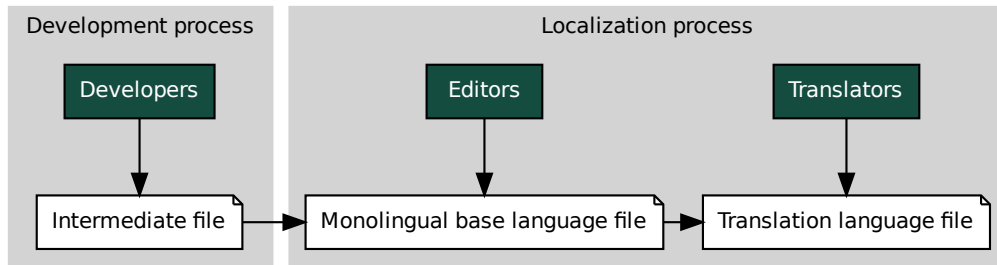 Development process
Localization process
Developers
Editors
Translators
Intermediate file
Monolingual base language file
Translation language file